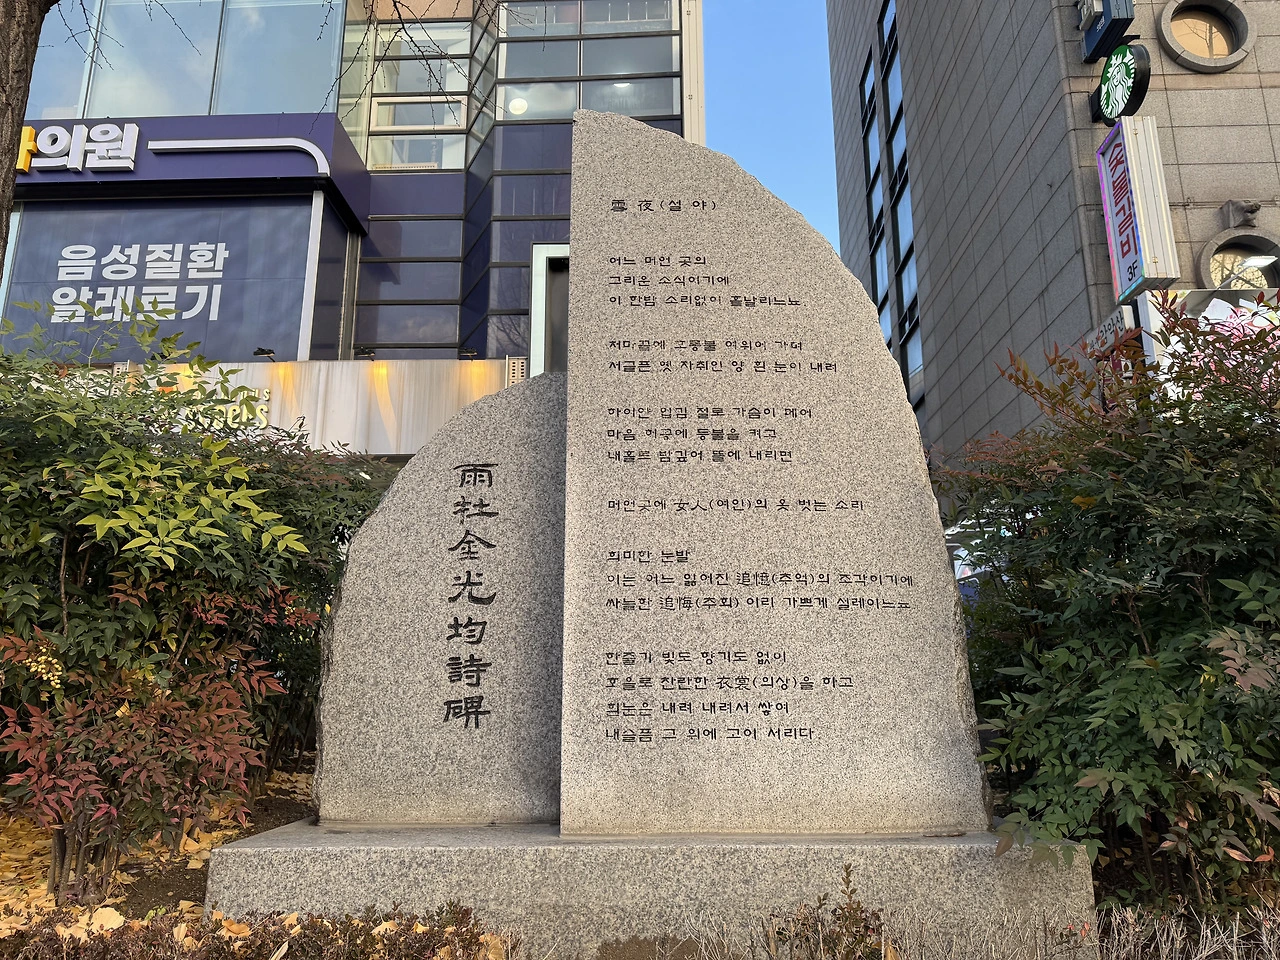 의원
음성질환
알레르기
雨杜金光均詩碑
雪夜(설야)
어느 머언 곳의
그리운 소식이기에
이 한밤 소리없이 흩날리느뇨
처마끝에 호롱불 여위어 가며
서글픈 옛 자취인 양 흰 눈이 내려
하이얀 입김 절로 가슴이 메어
마음 허공에 등불을 켜고
내홀로 밤깊어 뜰에 내리면
머언곳에 女人(여인)의 옷 벗는 소리
희미한 눈발
이는 어느 잃어진 追憶(추억)의 조각이기에
싸늘한 追悔(추회) 이리 가쁘게 설레이느뇨
한줄기 빛도 향기도 없이
호올로 찬란한 衣裳(의상)을 하고
흰눈은 내려 내려서 쌓여
내슬픔 그 위에 고이 서리다.
숯불갈비
3F